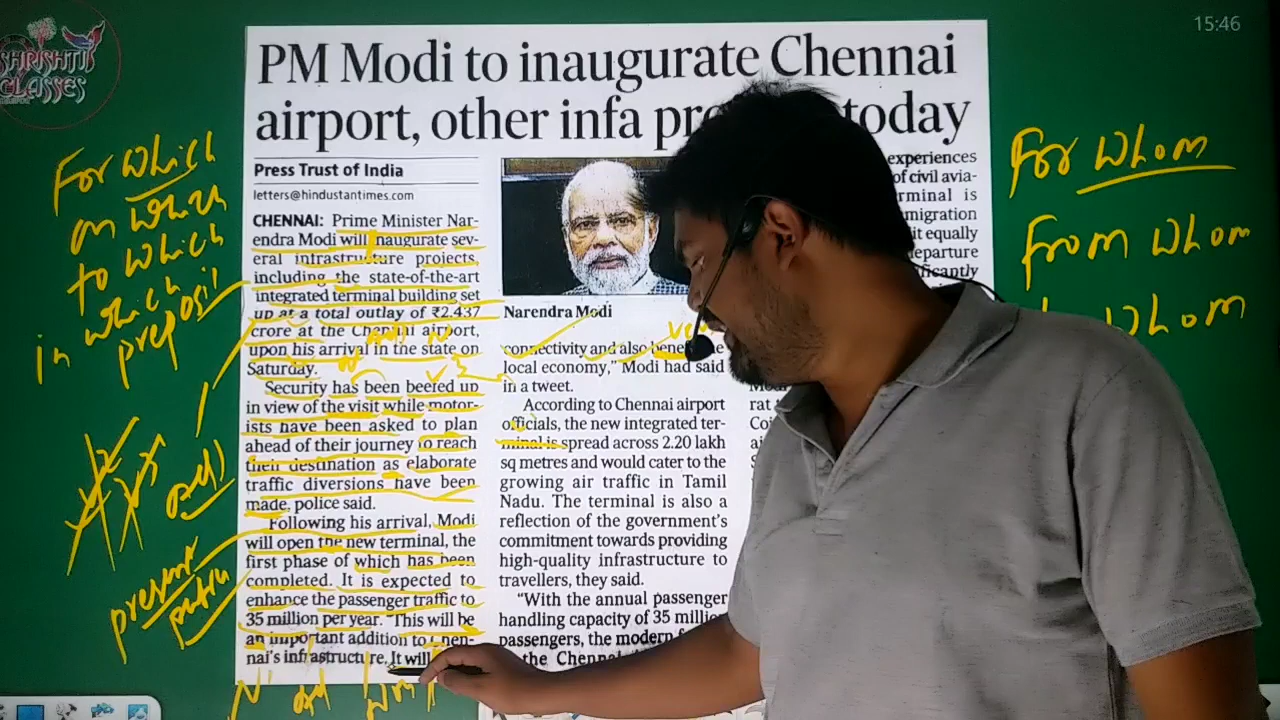 15:46
SHRISHTI
CLASSES
PM Modi to inaugurate Chennai
airport, other infa today
Press Trust of India
letters@hindustantimes.com
CHENNAI: Prime Minister Nar-
endra Modi will inaugurate sev-
eral infrastructure projects,
including the state-of-the-art
integrated terminal building set
up at a total outlay of ₹2,437
crore at the Chennai airport,
upon his arrival in the state on
Saturday.
Security has been beefed up
in view of the visit while motor-
ists have been asked to plan
ahead of their journey to reach
their destination as elaborate
traffic diversions have been
made, police said.
Following his arrival, Modi
will open the new terminal, the
first phase of which has been
completed. It is expected to
enhance the passenger traffic to
35 million per year. "This will be
an important addition to Chen-
nai's infrastructure. It will
Narendra Modi
connectivity and also
local economy," Modi had said
in a tweet.
According to Chennai airport
officials, the new integrated ter-
minal is spread across 2.20 lakh
sq metres and would cater to the
growing air traffic in Tamil
Nadu. The terminal is also a
reflection of the government's
commitment towards providing
high-quality infrastructure to
travellers, they said.
"With the annual passenger
handling capacity of 35 million
passengers, the modern
the
experiences
of civil avia-
rminal is
migration
it equally
departure
ficantly
For which
on which
to which
in which
For whom
From whom
whom